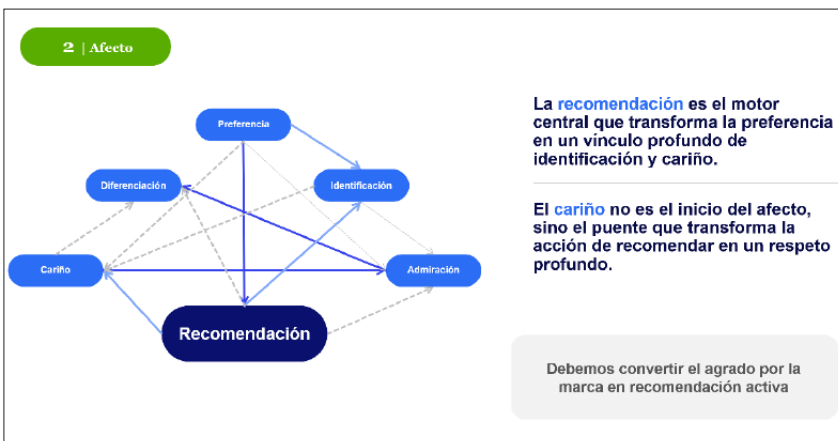 2 | Afecto
Preferencia
Diferenciación
Identificación
Cariño
Admiración
Recomendación
La recomendación es el motor
central que transforma la preferencia
en un vínculo profundo de
identificación y cariño.
El cariño no es el inicio del afecto,
sino el puente que transforma la
acción de recomendar en un respeto
profundo.
Debemos convertir el agrado por la
marca en recomendación activa